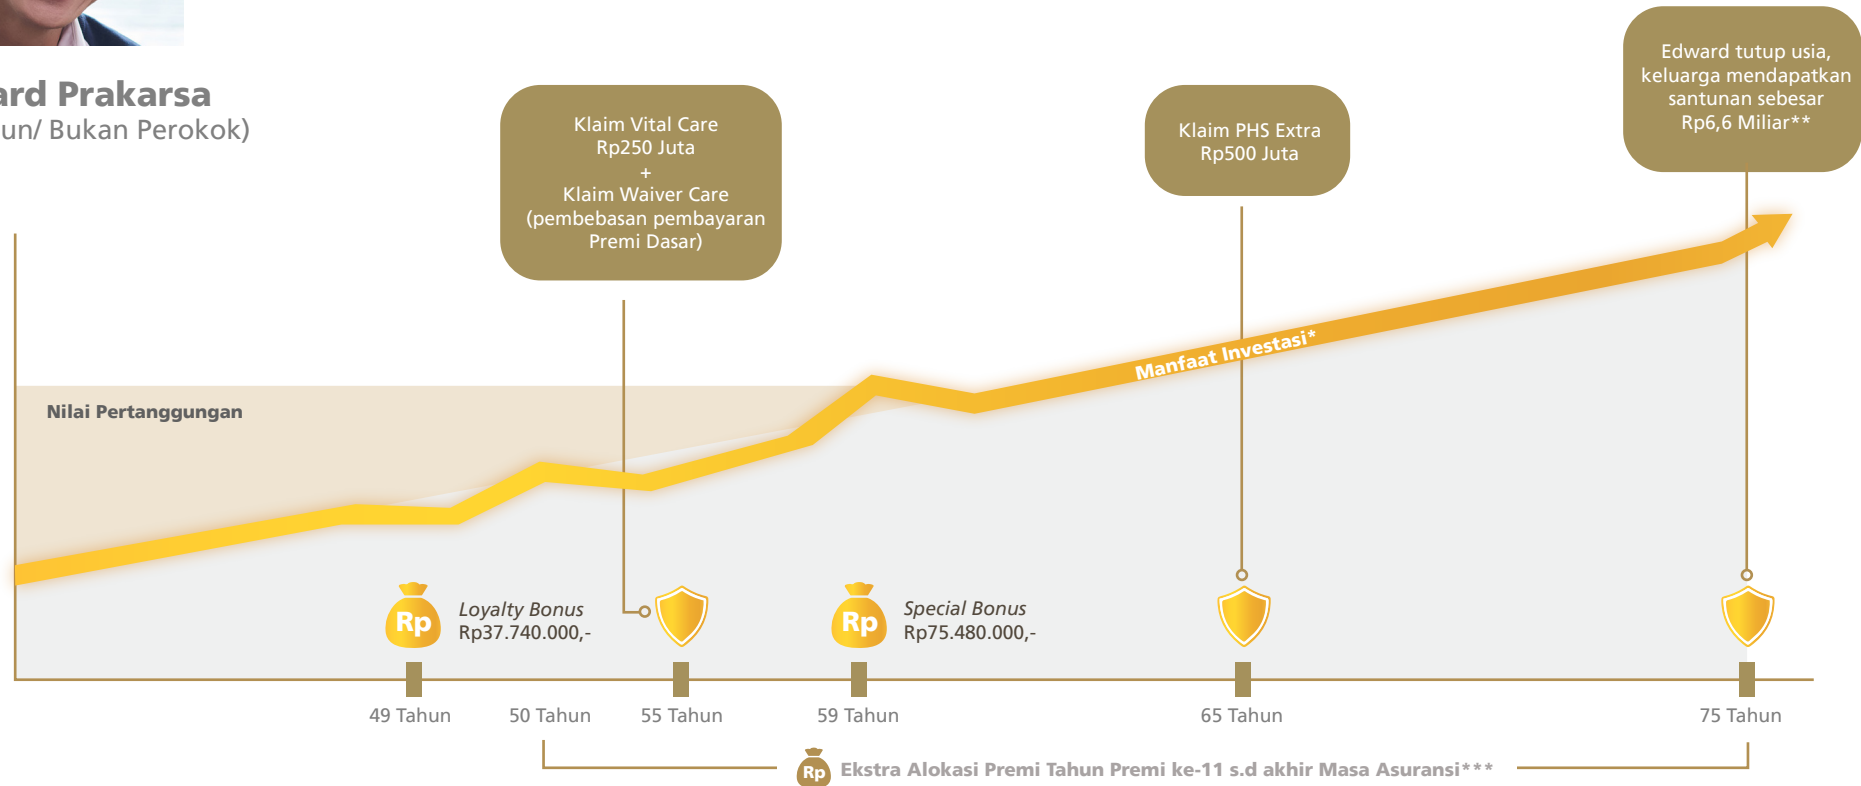 ard Prakarsa
un/ Bukan Perokok)
Klaim Vital Care
Rp250 Juta
+
Klaim Waiver Care
(pembebasan pembayaran
Premi Dasar)
Klaim PHS Extra
Rp500 Juta
Edward tutup usia,
keluarga mendapatkan
santunan sebesar
Rp6,6 Miliar**
Nilai Pertanggungan
Manfaat Investasi*
Rp
Loyalty Bonus
Rp37.740.000,-
Rp
Special Bonus
Rp75.480.000,-
49 Tahun
50 Tahun
55 Tahun
59 Tahun
65 Tahun
75 Tahun
Rp
Ekstra Alokasi Premi Tahun Premi ke-11 s.d akhir Masa Asuransi***